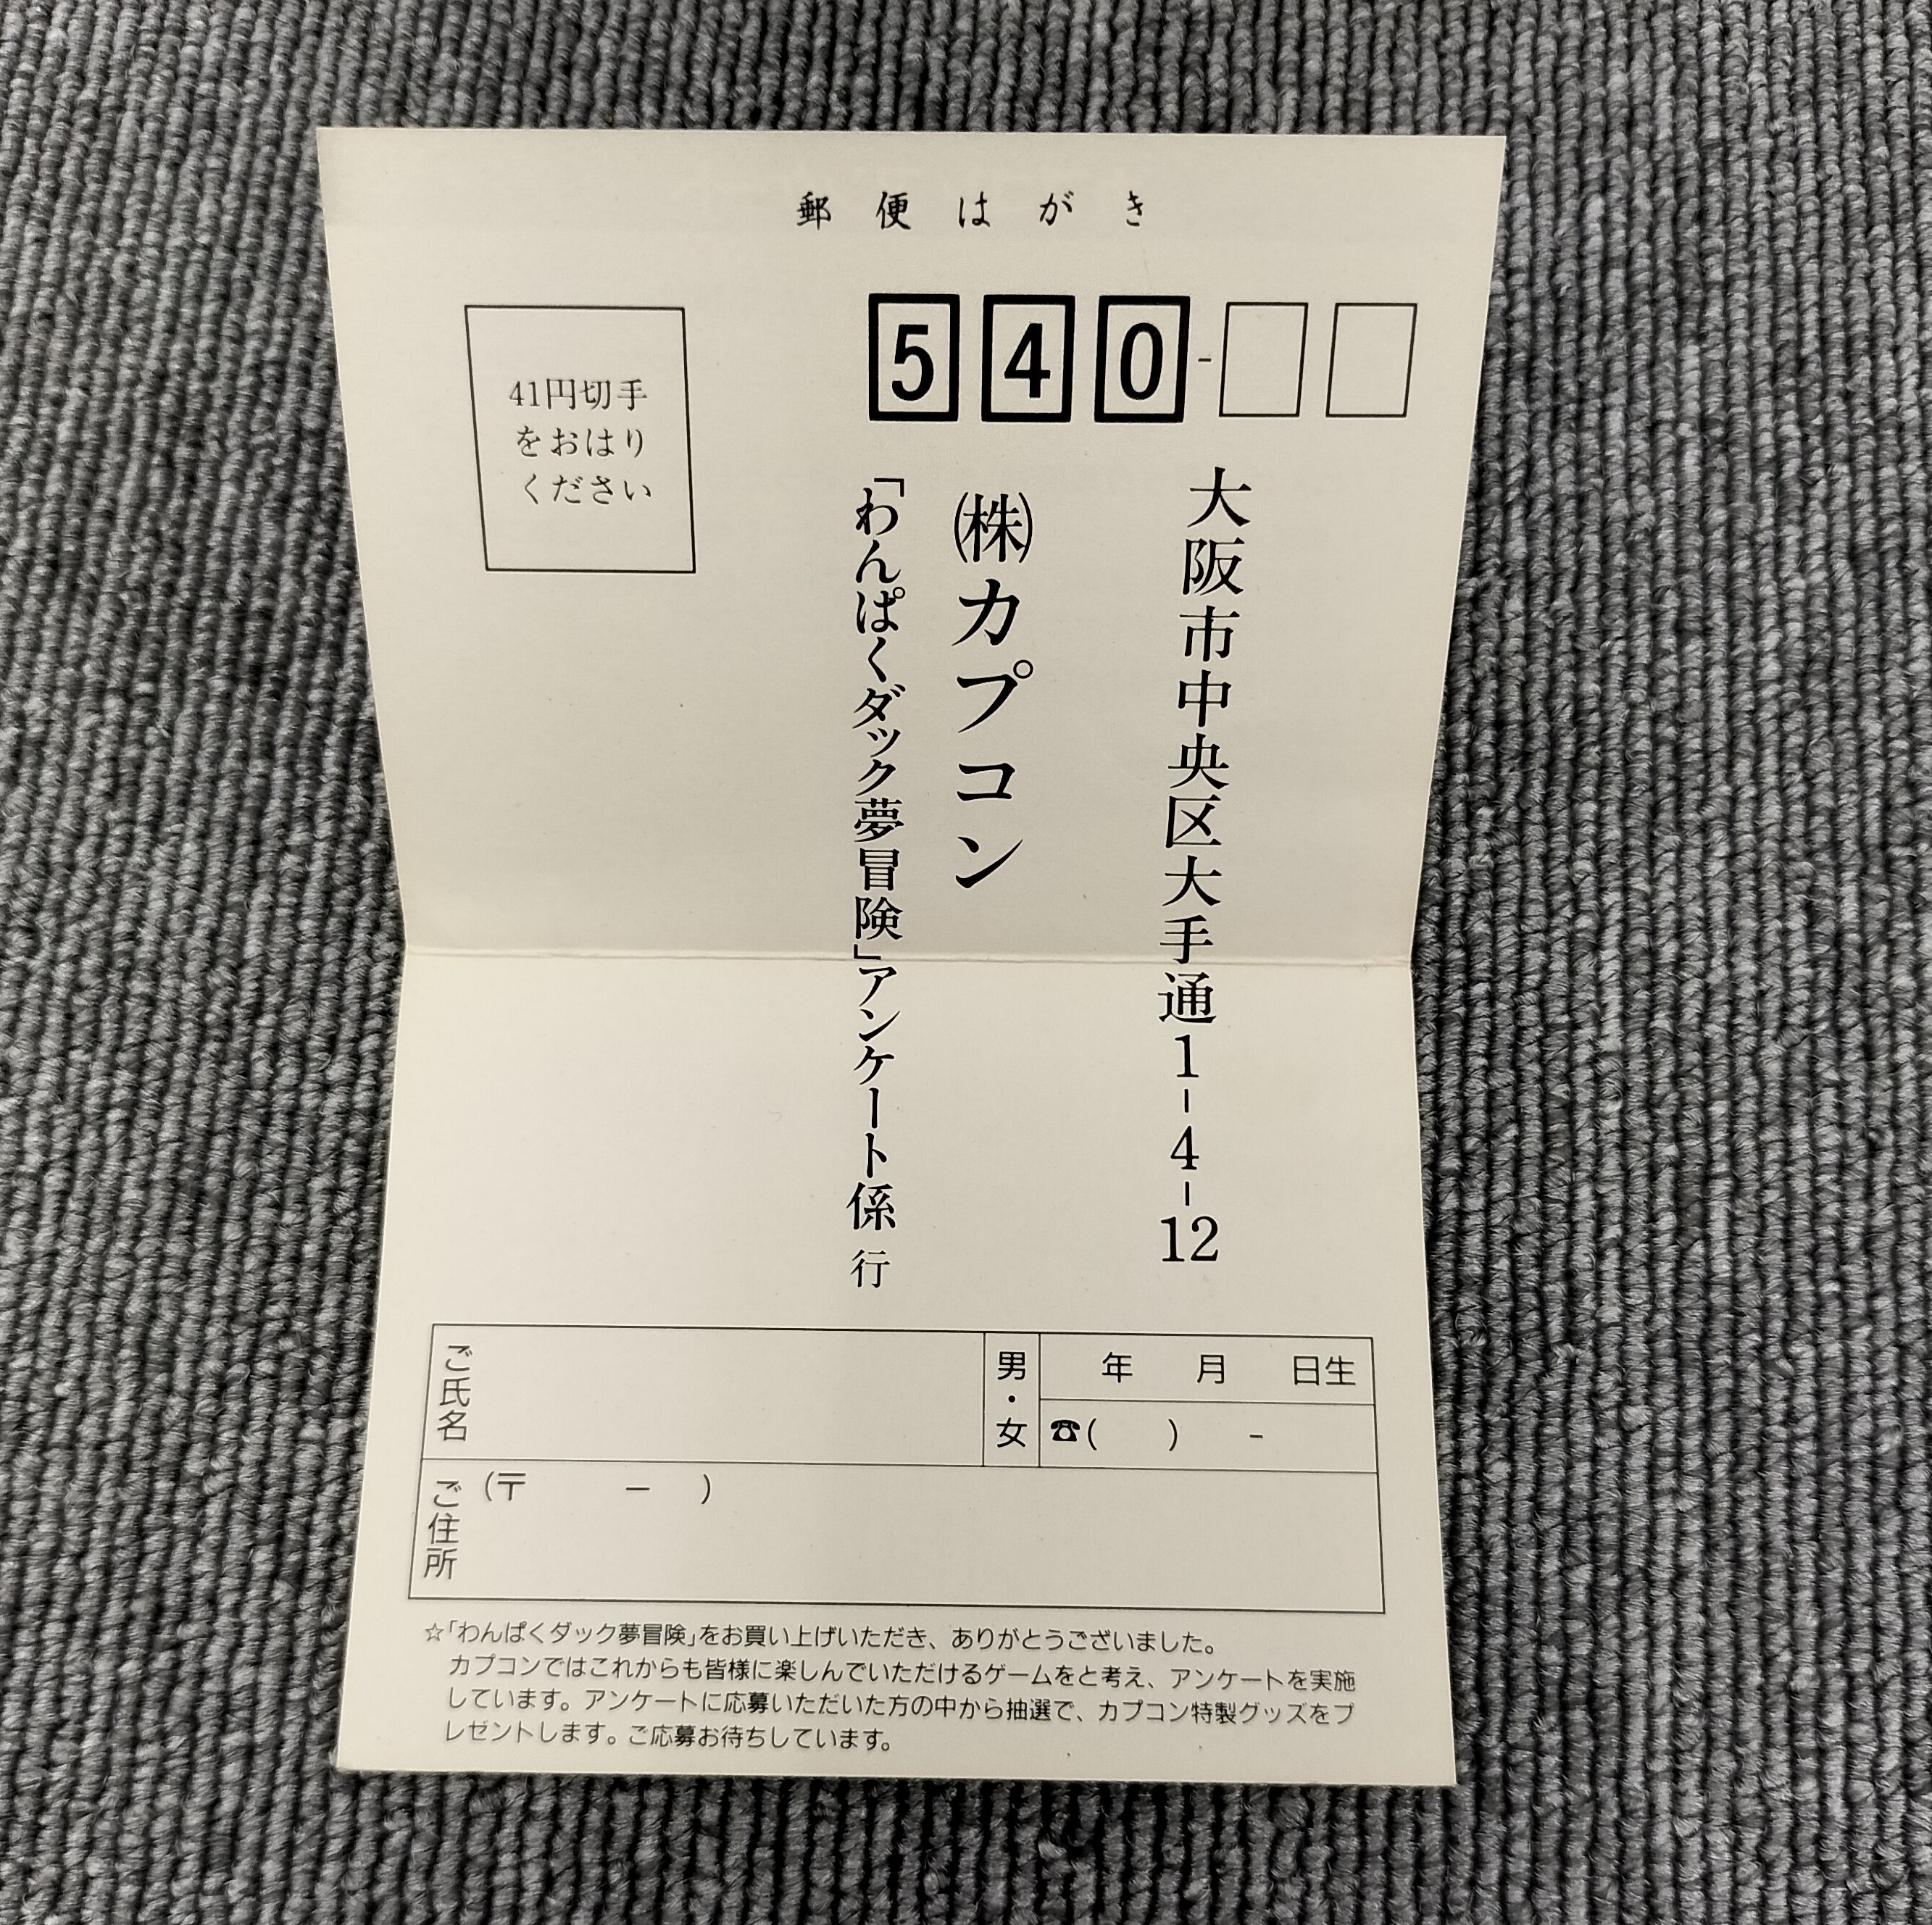 郵便はがき
540-
41円切手
をおはり
ください
大阪市中央区大手通1-4-12
㈱カプコン
「わんぱくダック夢冒険」アンケート係 行
ご氏名
男・女
年 月 日生
☎( ) -
ご住所
(〒 - )
☆「わんぱくダック夢冒険」をお買い上げいただき、ありがとうございました。
カプコンではこれからも皆様に楽しんでいただけるゲームをと考え、アンケートを実施
しています。アンケートに応募いただいた方の中から抽選で、カプコン特製グッズをプ
レゼントします。ご応募お待ちしています。